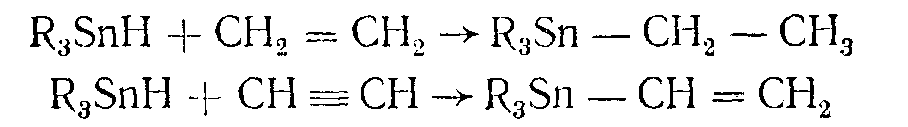 R₃SnH + CH₂ = CH₂ → R₃Sn — CH₂ — CH₃
R₃SnH + CH ≡ CH → R₃Sn — CH = CH₂